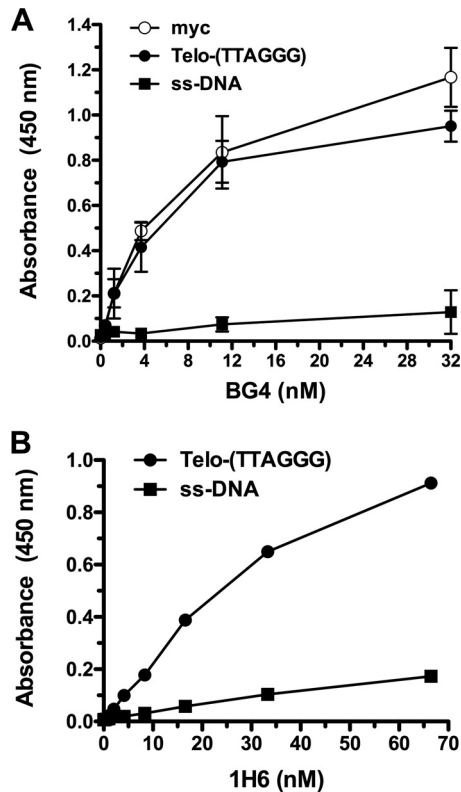 A
myc
Telo-(TTAGGG)
ss-DNA
Absorbance (450 nm)
1.4
1.2
1.0
0.8
0.6
0.4
0.2
0.0
0 4 8 12 16 20 24 28 32
BG4 (nM)
B
Telo-(TTAGGG)
ss-DNA
Absorbance (450 nm)
1.0
0.8
0.6
0.4
0.2
0.0
0 10 20 30 40 50 60 70
1H6 (nM)